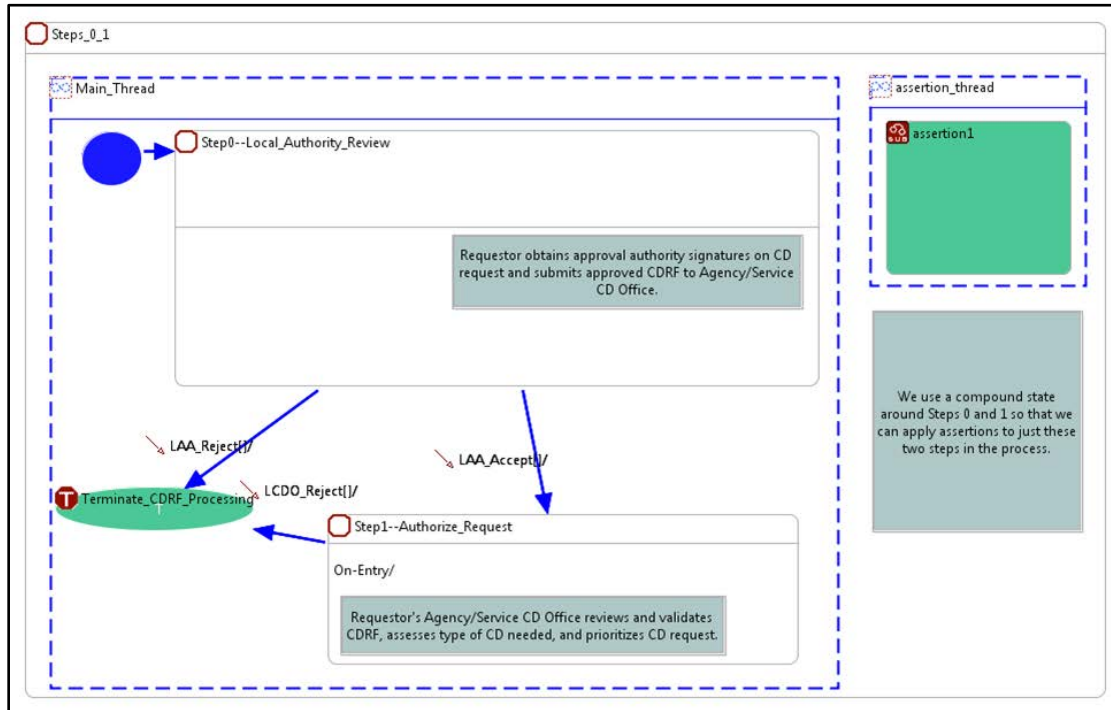 Steps_0_1
Main_Thread
assertion_thread
Step0--Local_Authority_Review
SUB
assertion1
Requestor obtains approval authority signatures on CD
request and submits approved CDRF to Agency/Service
CD Office.
We use a compound state
around Steps 0 and 1 so that we
can apply assertions to just these
two steps in the process.
LAA_Reject[]/
LAA_Accept[]/
LCDO_Reject[]/
T
Terminate_CDRF_Processing
T
Step1--Authorize_Request
On-Entry/
Requestor's Agency/Service CD Office reviews and validates
CDRF, assesses type of CD needed, and prioritizes CD request.